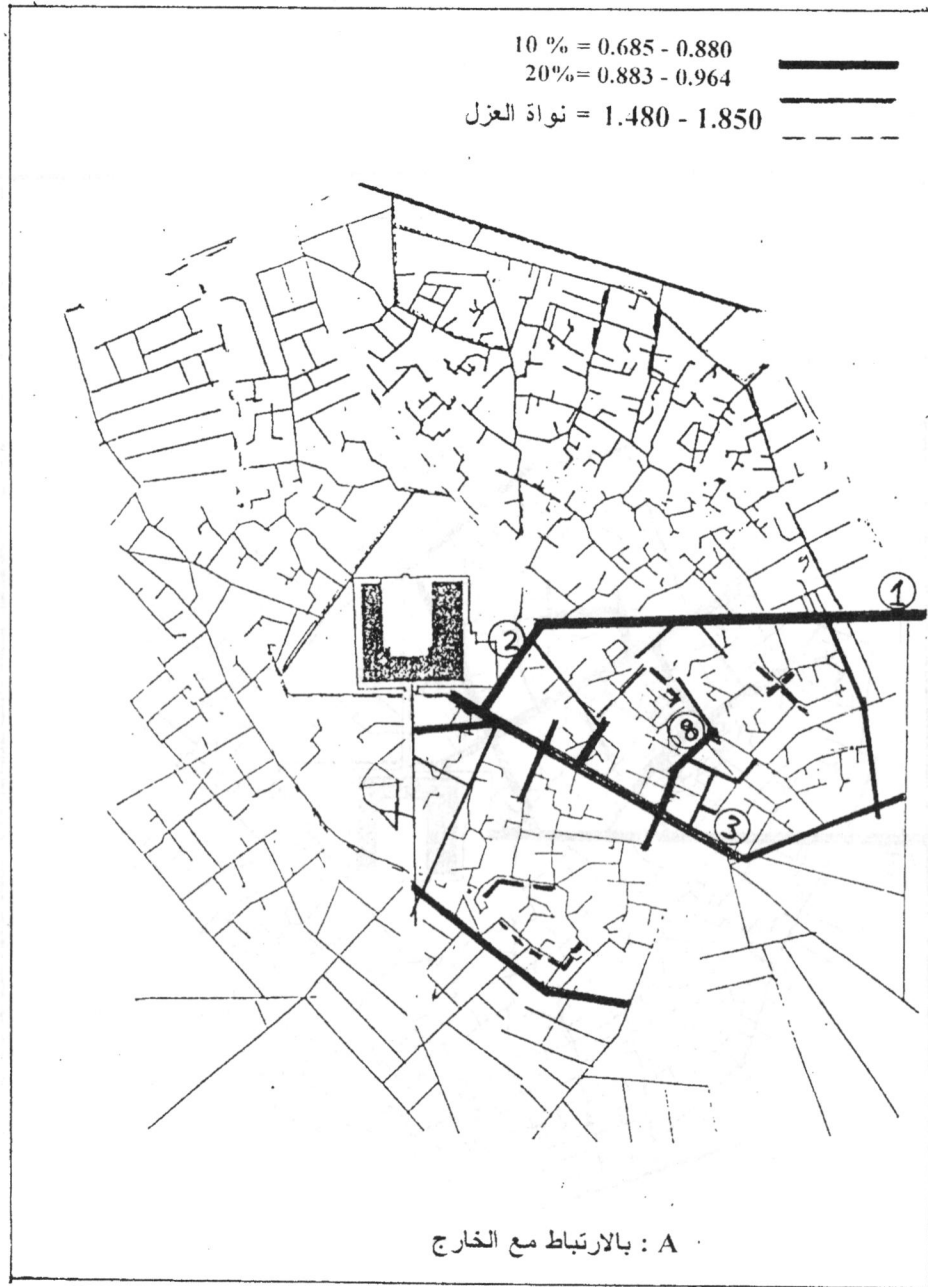 10 % = 0.685 - 0.880
20%= 0.883 - 0.964
1.480 - 1.850 = نواة العزل
1
2
8
3
A : بالارتباط مع الخارج